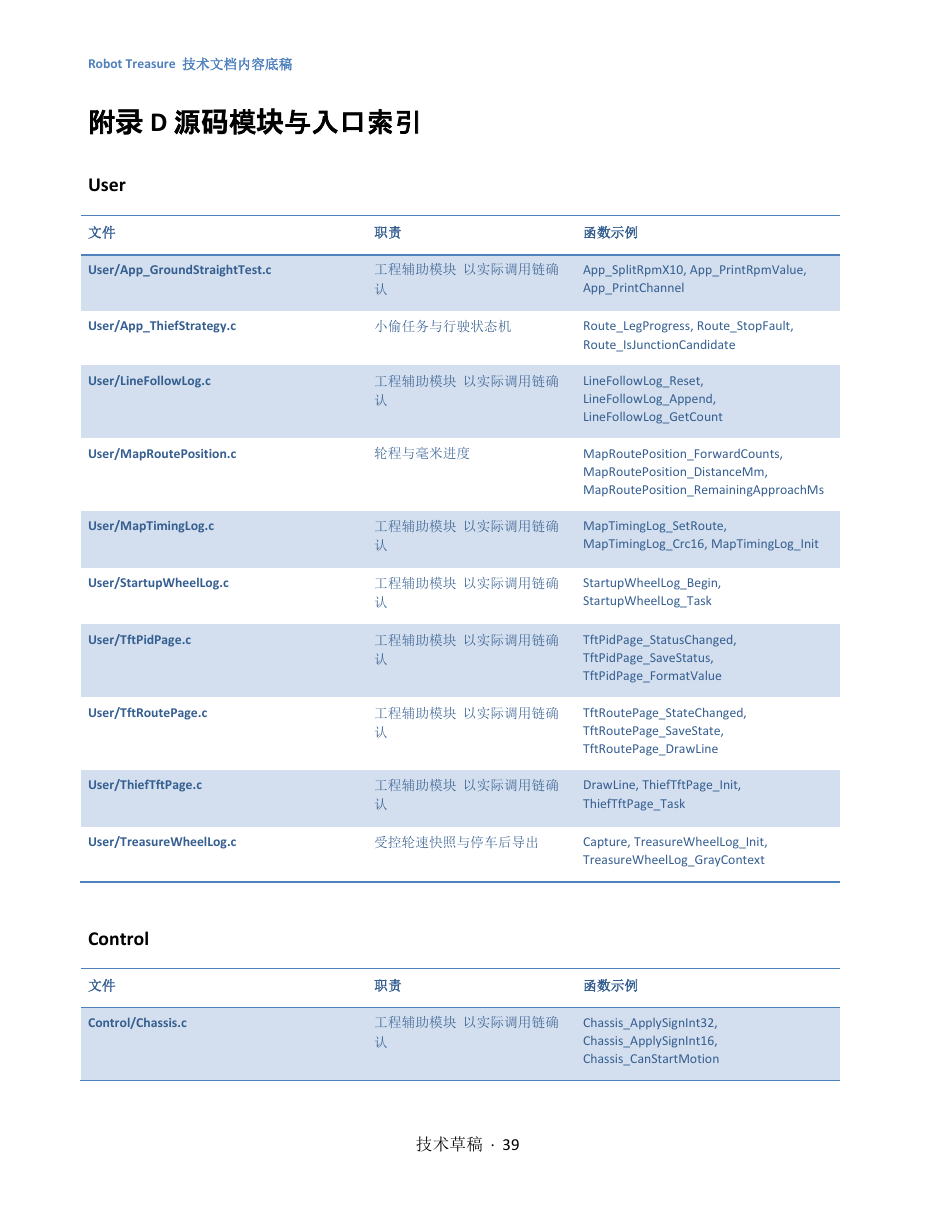 Robot Treasure 技术文档内容底稿
附录 D 源码模块与入口索引
User
文件 职责 函数示例
User/App_GroundStraightTest.c 工程辅助模块 以实际调用链确 App_SplitRpmX10, App_PrintRpmValue,
认 App_PrintChannel
User/App_ThiefStrategy.c 小偷任务与行驶状态机 Route_LegProgress, Route_StopFault,
Route_IsJunctionCandidate
User/LineFollowLog.c 工程辅助模块 以实际调用链确 LineFollowLog_Reset,
认 LineFollowLog_Append,
LineFollowLog_GetCount
User/MapRoutePosition.c 轮程与毫米进度 MapRoutePosition_ForwardCounts,
MapRoutePosition_DistanceMm,
MapRoutePosition_RemainingApproachMs
User/MapTimingLog.c 工程辅助模块 以实际调用链确 MapTimingLog_SetRoute,
认 MapTimingLog_Crc16, MapTimingLog_Init
User/StartupWheelLog.c 工程辅助模块 以实际调用链确 StartupWheelLog_Begin,
认 StartupWheelLog_Task
User/TftPidPage.c 工程辅助模块 以实际调用链确 TftPidPage_StatusChanged,
认 TftPidPage_SaveStatus,
TftPidPage_FormatValue
User/TftRoutePage.c 工程辅助模块 以实际调用链确 TftRoutePage_StateChanged,
认 TftRoutePage_SaveState,
TftRoutePage_DrawLine
User/ThiefTftPage.c 工程辅助模块 以实际调用链确 DrawLine, ThiefTftPage_Init,
认 ThiefTftPage_Task
User/TreasureWheelLog.c 受控轮速快照与停车后导出 Capture, TreasureWheelLog_Init,
TreasureWheelLog_GrayContext
Control
文件 职责 函数示例
Control/Chassis.c 工程辅助模块 以实际调用链确 Chassis_ApplySignInt32,
认 Chassis_ApplySignInt16,
Chassis_CanStartMotion
技术草稿 · 39